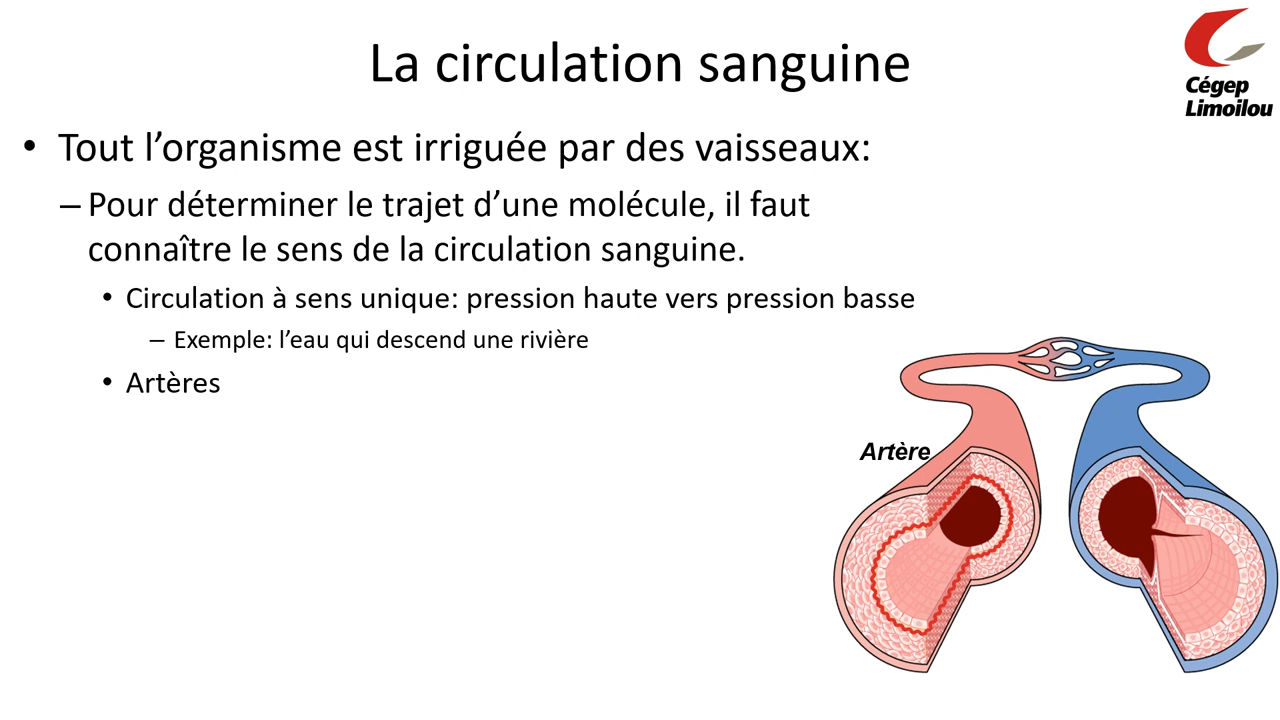 La circulation sanguine
Cégep
Limoilou
• Tout l’organisme est irriguée par des vaisseaux:
– Pour déterminer le trajet d’une molécule, il faut
connaître le sens de la circulation sanguine.
• Circulation à sens unique: pression haute vers pression basse
– Exemple: l’eau qui descend une rivière
• Artères
Artère